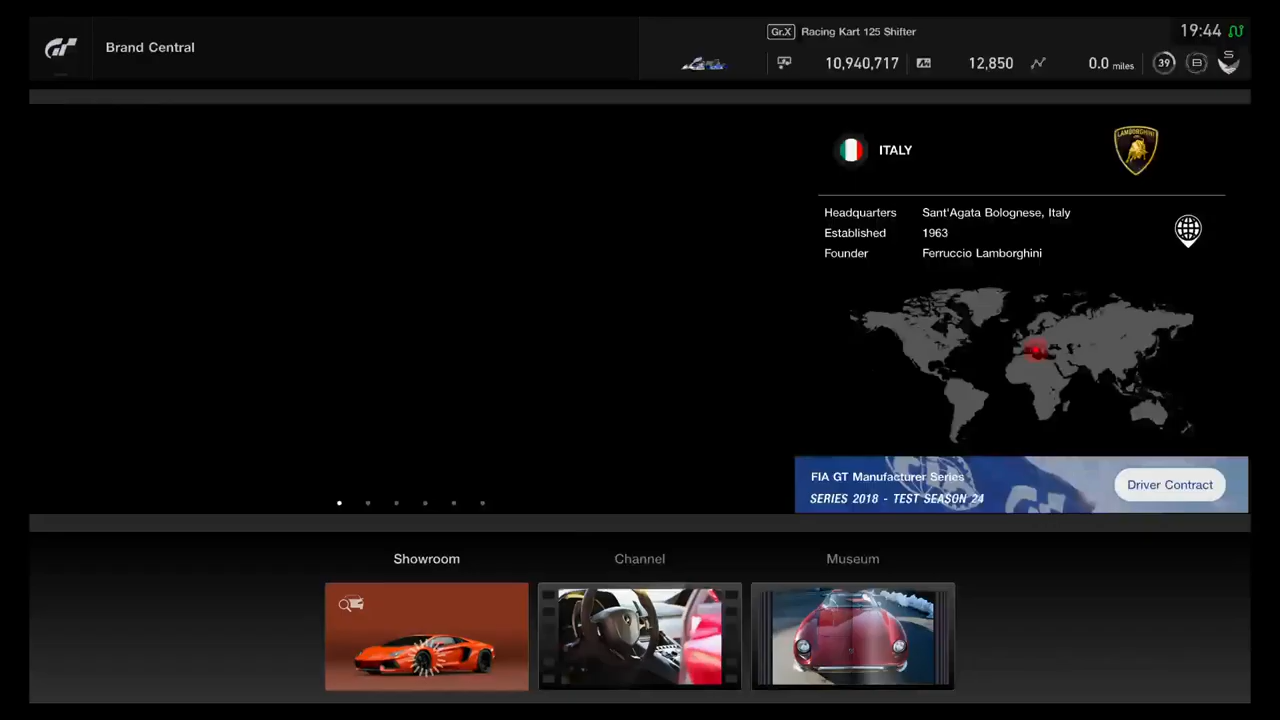 Brand Central
Gr.X Racing Kart 125 Shifter
19:44
10,940,717
12,850
0.0 miles
39
B
S
ITALY
LAMBORGHINI
Headquarters Sant'Agata Bolognese, Italy
Established 1963
Founder Ferruccio Lamborghini
FIA GT Manufacturer Series
SERIES 2018 - TEST SEASON 24
Driver Contract
Showroom
Channel
Museum